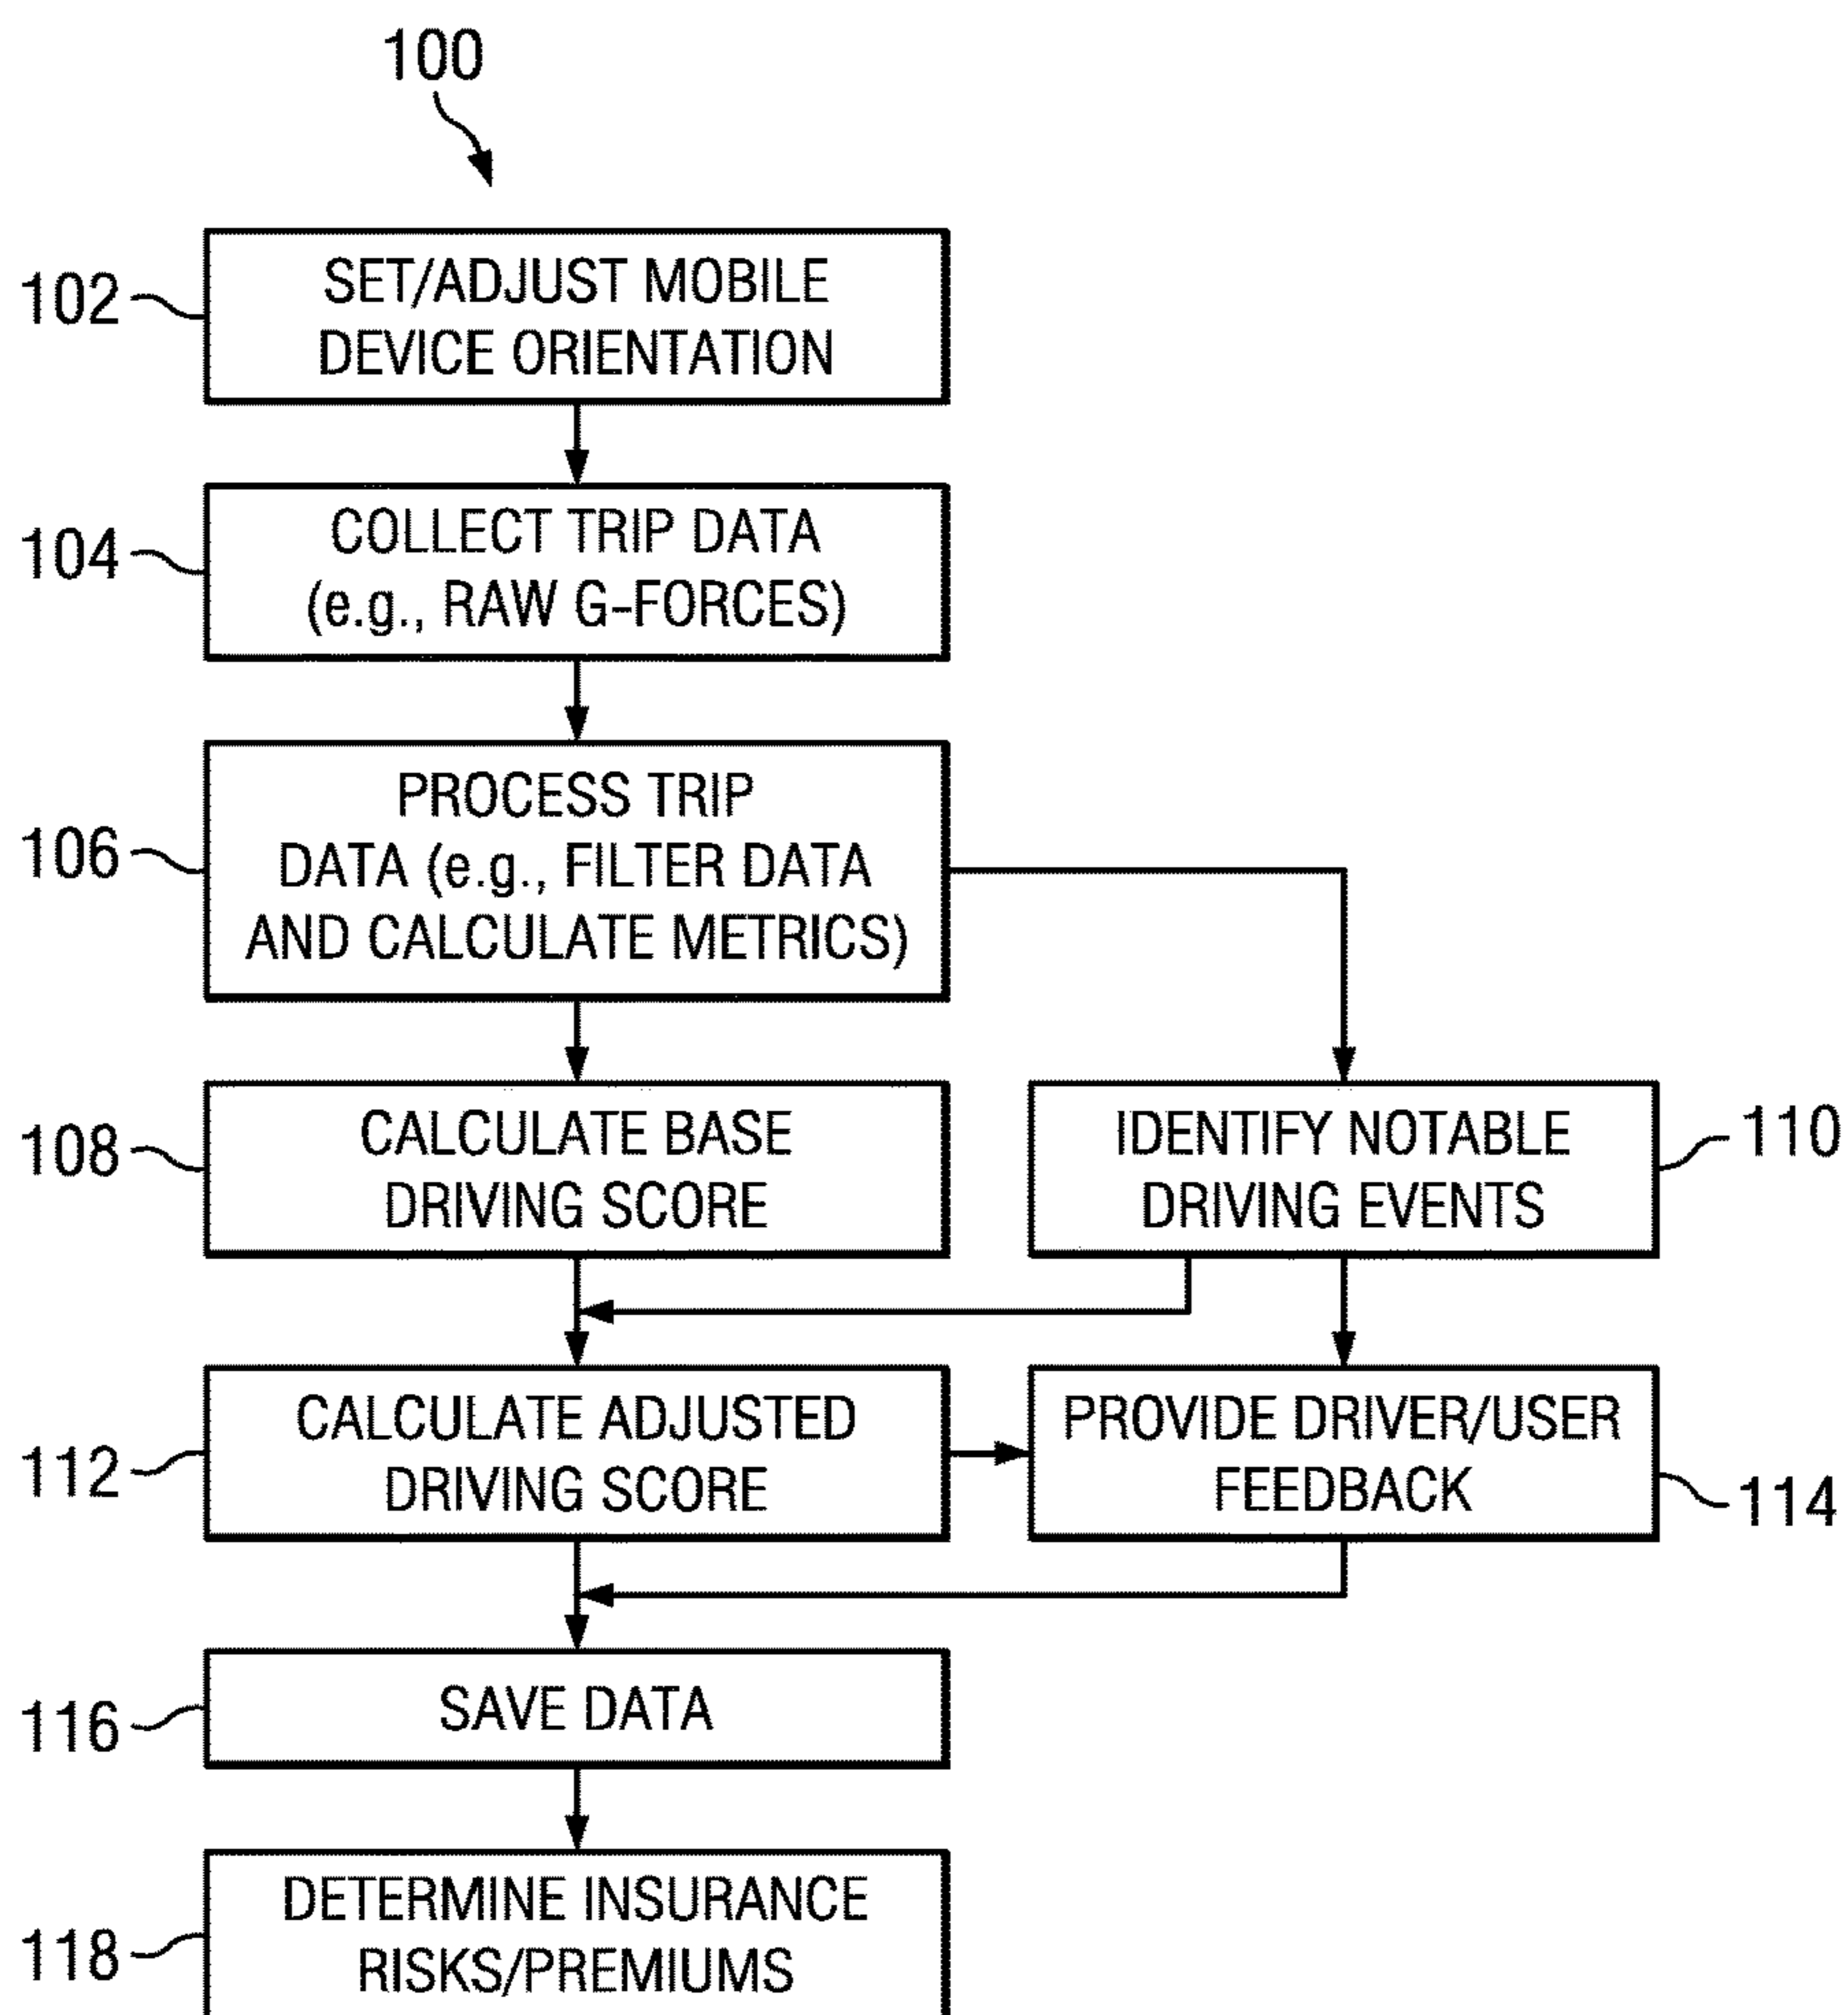 100
102
SET/ADJUST MOBILE
DEVICE ORIENTATION
104
COLLECT TRIP DATA
(e.g., RAW G-FORCES)
106
PROCESS TRIP
DATA (e.g., FILTER DATA
AND CALCULATE METRICS)
108
CALCULATE BASE
DRIVING SCORE
IDENTIFY NOTABLE
DRIVING EVENTS
110
112
CALCULATE ADJUSTED
DRIVING SCORE
PROVIDE DRIVER/USER
FEEDBACK
114
116
SAVE DATA
118
DETERMINE INSURANCE
RISKS/PREMIUMS